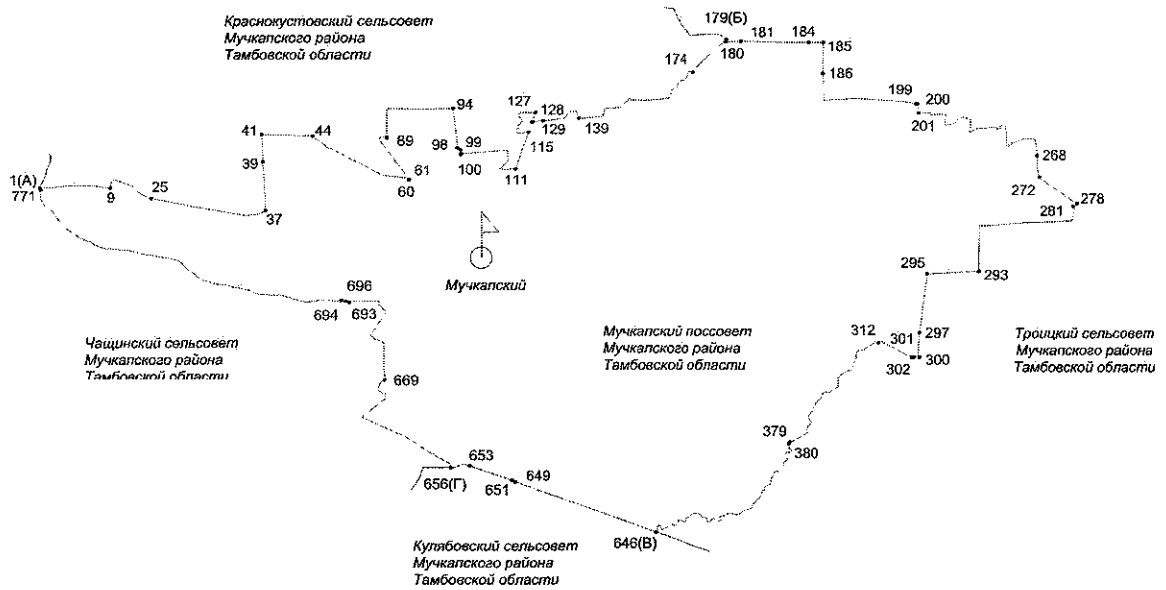 Краснокустовский сельсовет
Мучкапского района
Тамбовской области
179(Б)
181
184
180
185
174
186
199
200
201
94
127
128
129
139
115
41
44
89
98
99
100
111
39
61
60
268
272
278
281
1(А)
771
9
25
37
Мучкапский
295
293
696
694
693
Чащинский сельсовет
Мучкапского района
Тамбовской области
Мучкапский поссовет
Мучкапского района
Тамбовской области
312
301
297
302
300
Троицкий сельсовет
Мучкапского района
Тамбовской области
669
379
380
653
656(Г)
651
649
646(В)
Кулябовский сельсовет
Мучкапского района
Тамбовской области